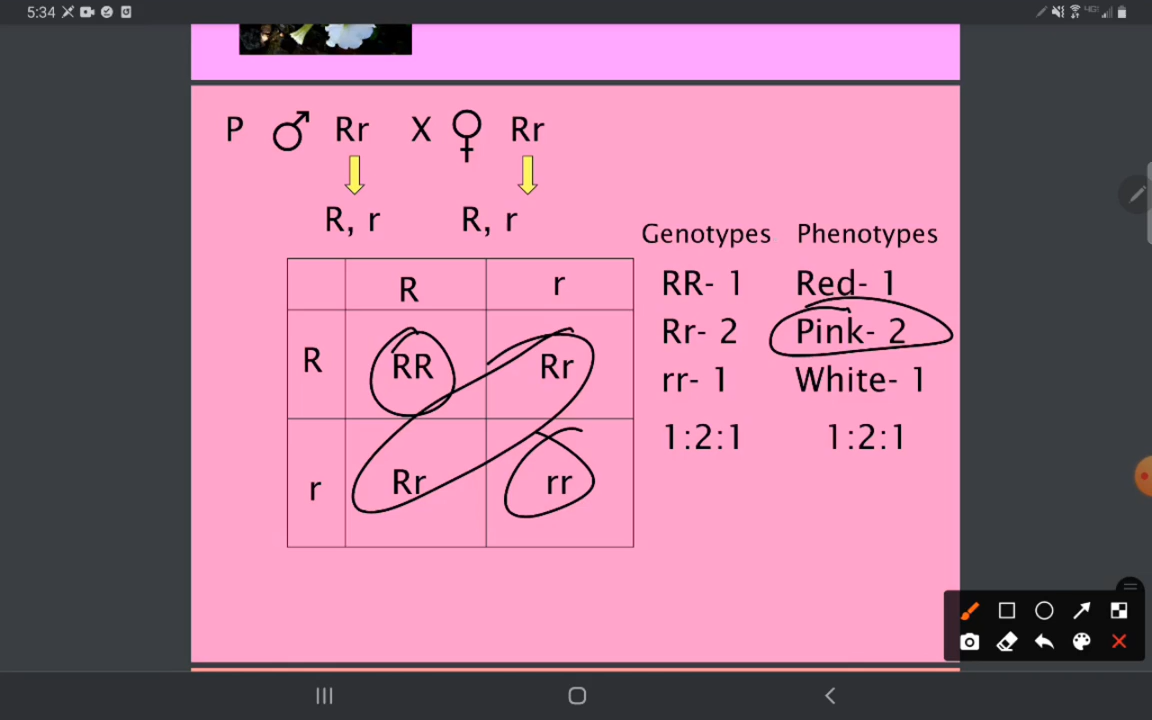 5:34
P ♂ Rr X ♀ Rr
R, r R, r
Genotypes Phenotypes
R r
RR- 1 Red- 1
Rr- 2 Pink- 2
R RR Rr
rr- 1 White- 1
1:2:1 1:2:1
r Rr rr